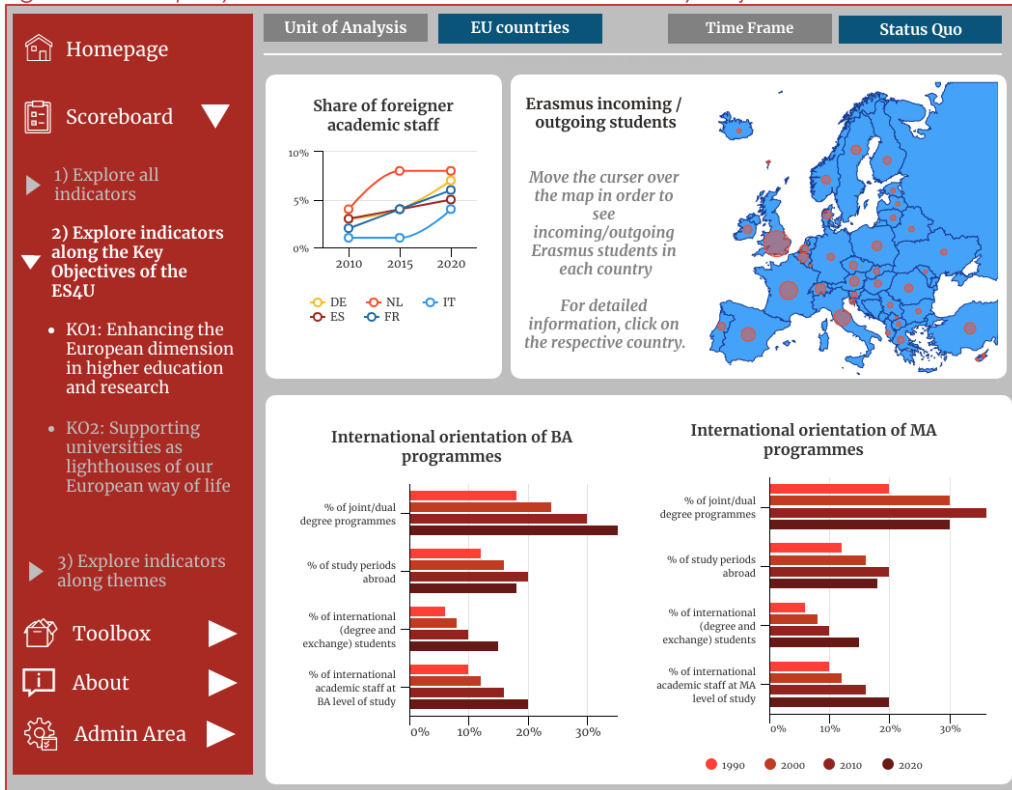 Homepage
Scoreboard
1) Explore all
indicators
2) Explore indicators
along the Key
Objectives of the
ES4U
• KO1: Enhancing the
European dimension
in higher education
and research
• KO2: Supporting
universities as
lighthouses of our
European way of life
3) Explore indicators
along themes
Toolbox
About
Admin Area
Unit of Analysis
EU countries
Time Frame
Status Quo
Share of foreigner
academic staff
10%
5%
0%
2010 2015 2020
DE NL IT
ES FR
Erasmus incoming /
outgoing students
Move the curser over
the map in order to
see
incoming/outgoing
Erasmus students in
each country
For detailed
information, click on
the respective country.
International orientation of BA
programmes
% of joint/dual
degree programmes
% of study periods
abroad
% of international
(degree and
exchange) students
% of international
academic staff at
BA level of study
0% 10% 20% 30%
International orientation of MA
programmes
% of joint/dual
degree programmes
% of study periods
abroad
% of international
(degree and
exchange) students
% of international
academic staff at MA
level of study
0% 10% 20% 30%
1990 2000 2010 2020